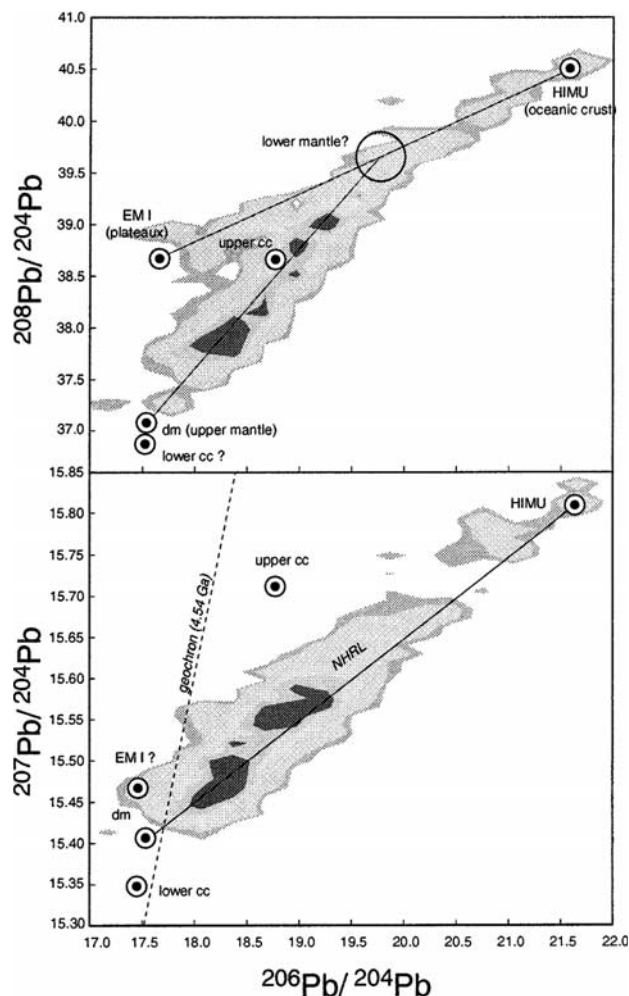 41.0
40.5
HIMU
(oceanic crust)
40.0
lower mantle?
39.5
39.0
EM I
(plateaux)
upper cc
38.5
208Pb/ 204Pb
38.0
37.5
37.0
dm (upper mantle)
lower cc ?
15.85
15.80
HIMU
15.75
upper cc
15.70
geochron (4.54 Ga)
15.65
NHRL
15.60
207Pb/ 204Pb
15.55
15.50
EM I ?
15.45
dm
15.40
15.35
lower cc
15.30
17.0 17.5 18.0 18.5 19.0 19.5 20.0 20.5 21.0 21.5 22.0
206Pb/ 204Pb